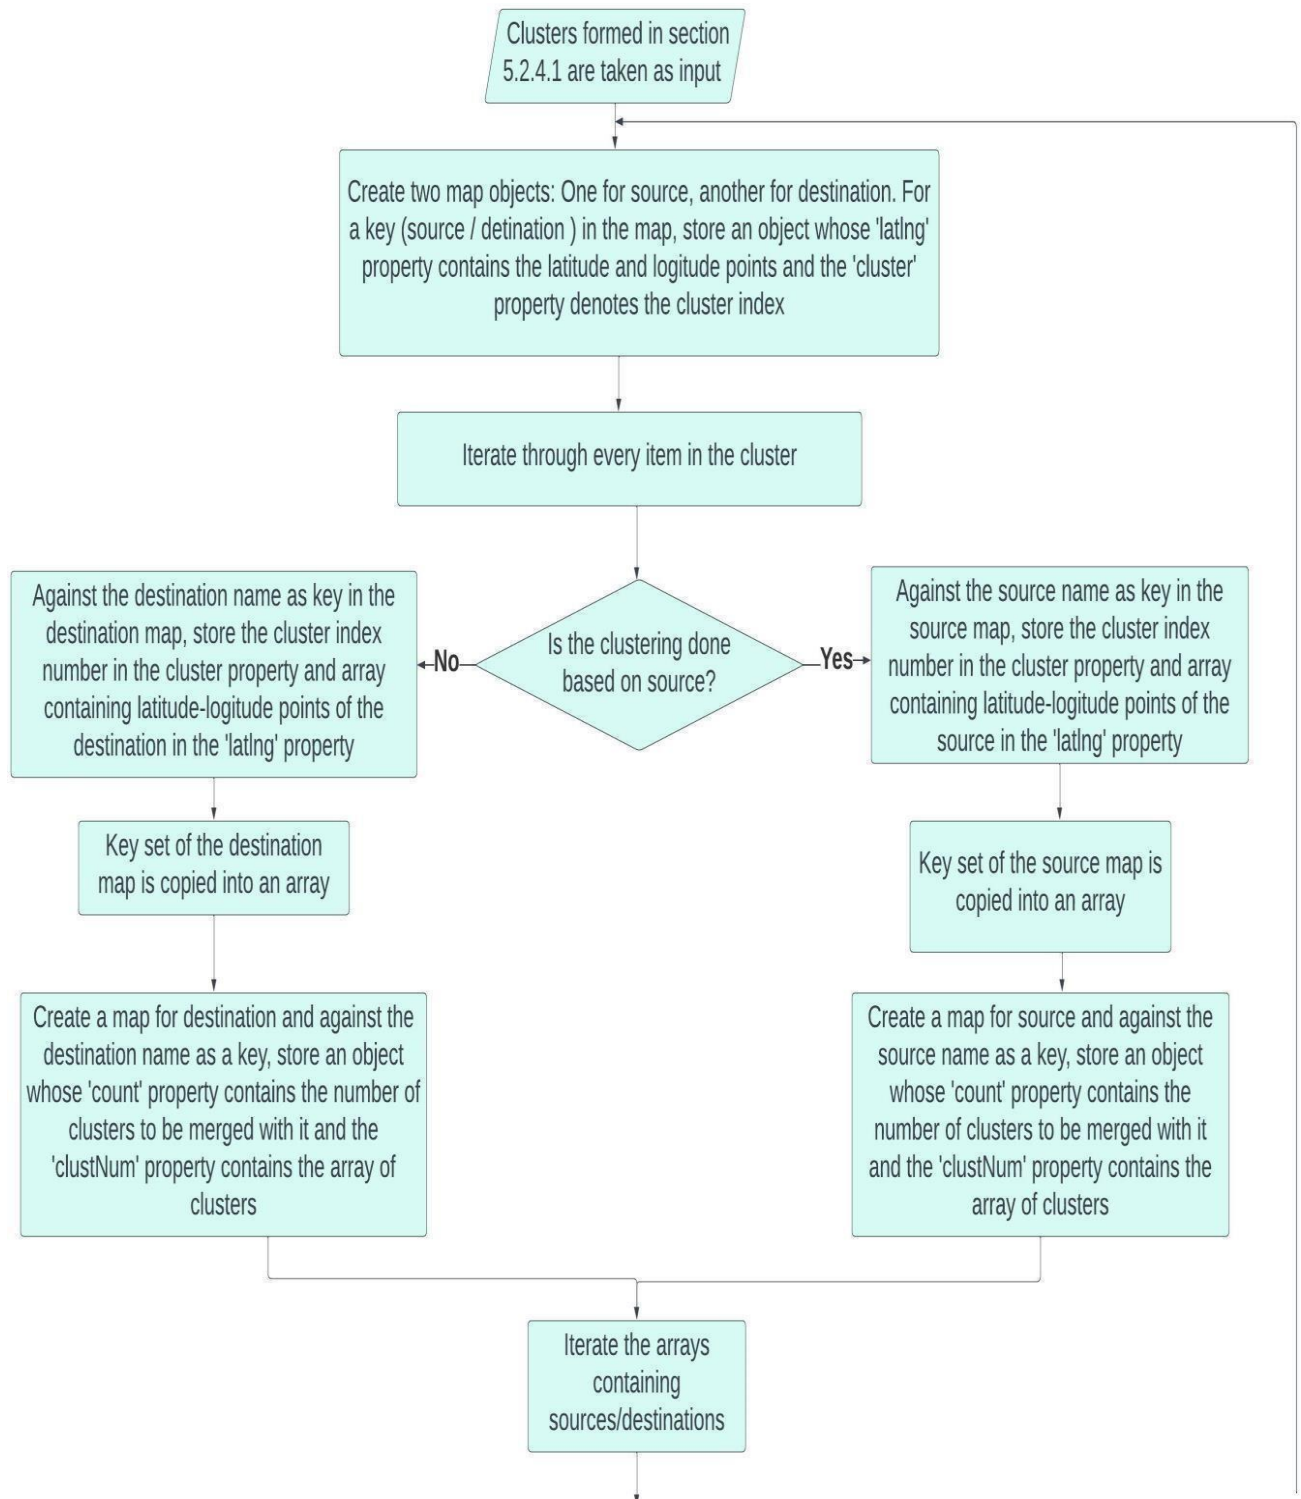 Clusters formed in section
5.2.4.1 are taken as input
Create two map objects: One for source, another for destination. For
a key (source / detination ) in the map, store an object whose 'latlng'
property contains the latitude and logitude points and the 'cluster'
property denotes the cluster index
Iterate through every item in the cluster
Is the clustering done
based on source?
No
Yes
Against the destination name as key in the
destination map, store the cluster index
number in the cluster property and array
containing latitude-logitude points of the
destination in the 'latlng' property
Against the source name as key in the
source map, store the cluster index
number in the cluster property and array
containing latitude-logitude points of the
source in the 'latlng' property
Key set of the destination
map is copied into an array
Key set of the source map is
copied into an array
Create a map for destination and against the
destination name as a key, store an object
whose 'count' property contains the number of
clusters to be merged with it and the
'clustNum' property contains the array of
clusters
Create a map for source and against the
source name as a key, store an object
whose 'count' property contains the
number of clusters to be merged with it
and the 'clustNum' property contains the
array of clusters
Iterate the arrays
containing
sources/destinations